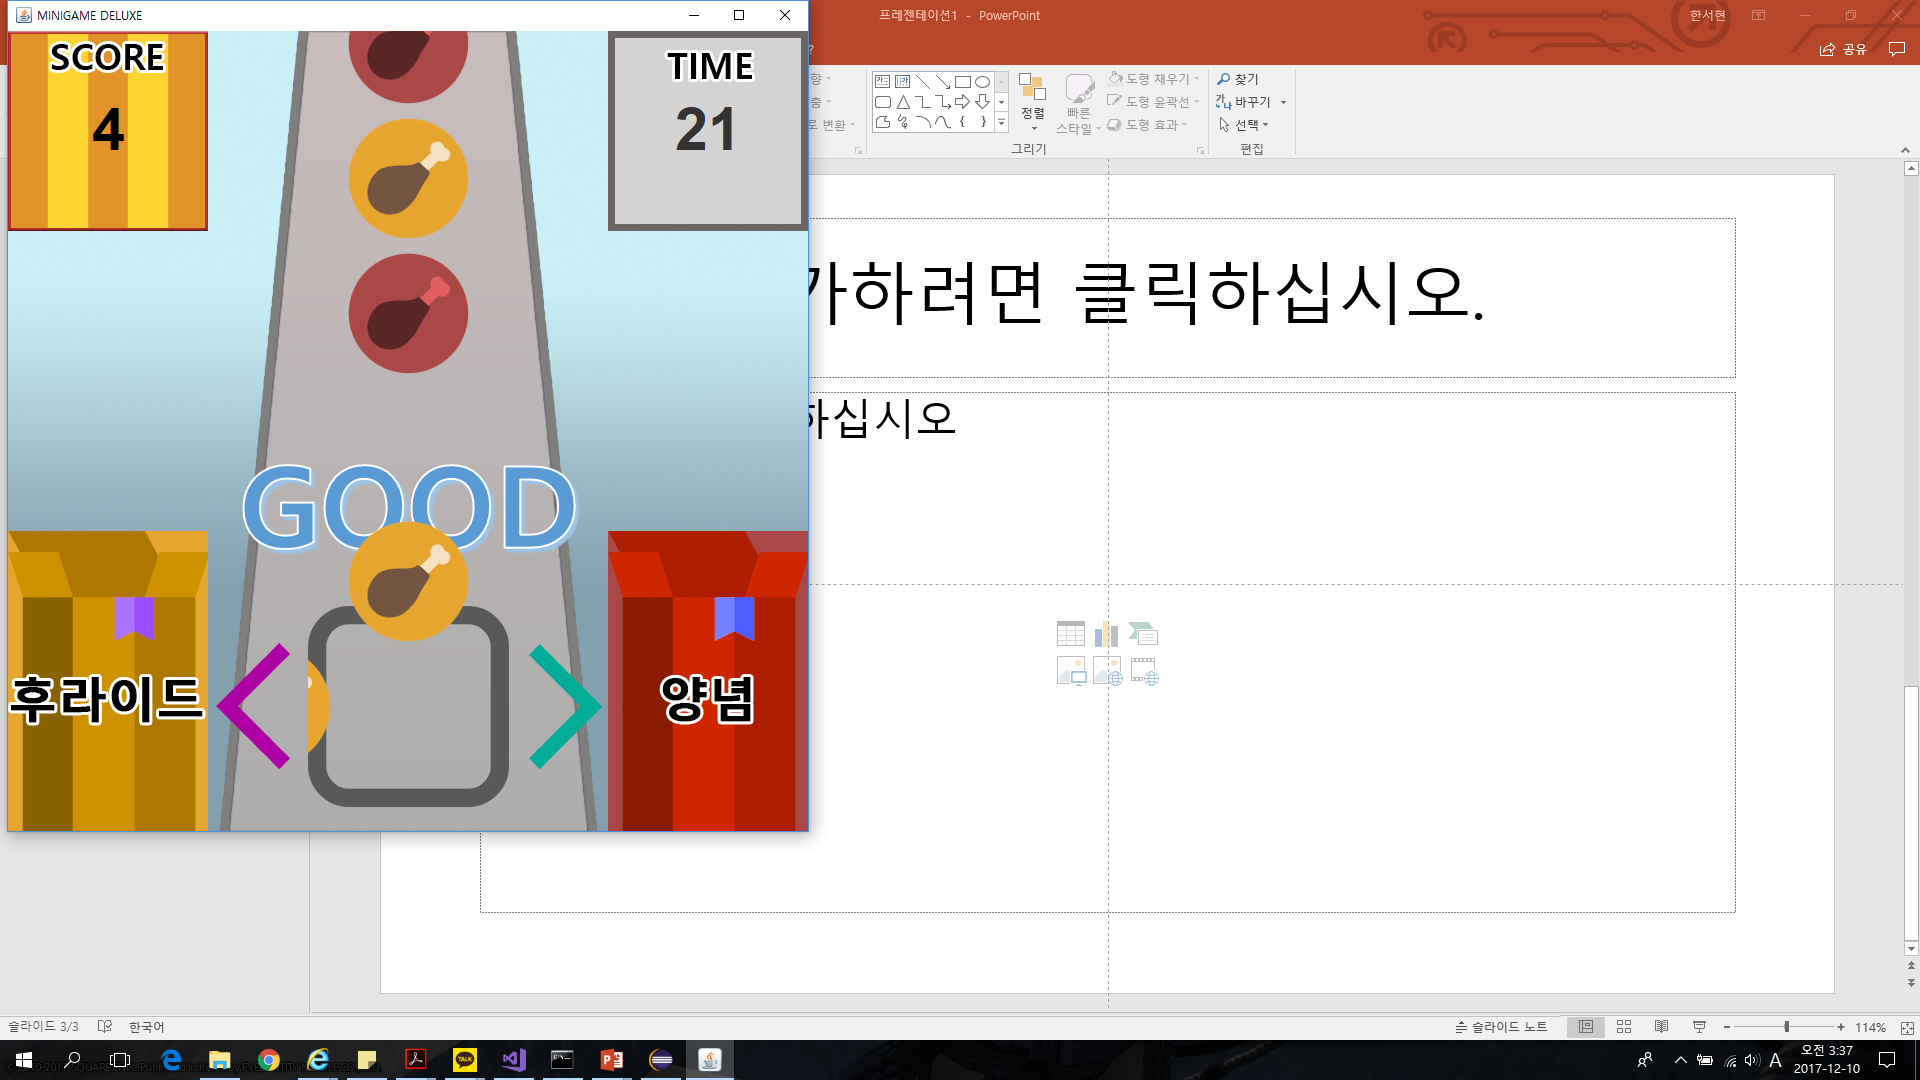 MINIGAME DELUXE
SCORE
4
TIME
21
GOOD
후라이드
양념
프레젠테이션1 - PowerPoint
한서현
공유
정렬
빠른
스타일
도형 채우기
도형 윤곽선
도형 효과
그리기
찾기
바꾸기
선택
편집
로 변환
가하려면 클릭하십시오.
하십시오
슬라이드 3/3
한국어
슬라이드 노트
114%
TALK
A
오전 3:37
2017-12-10